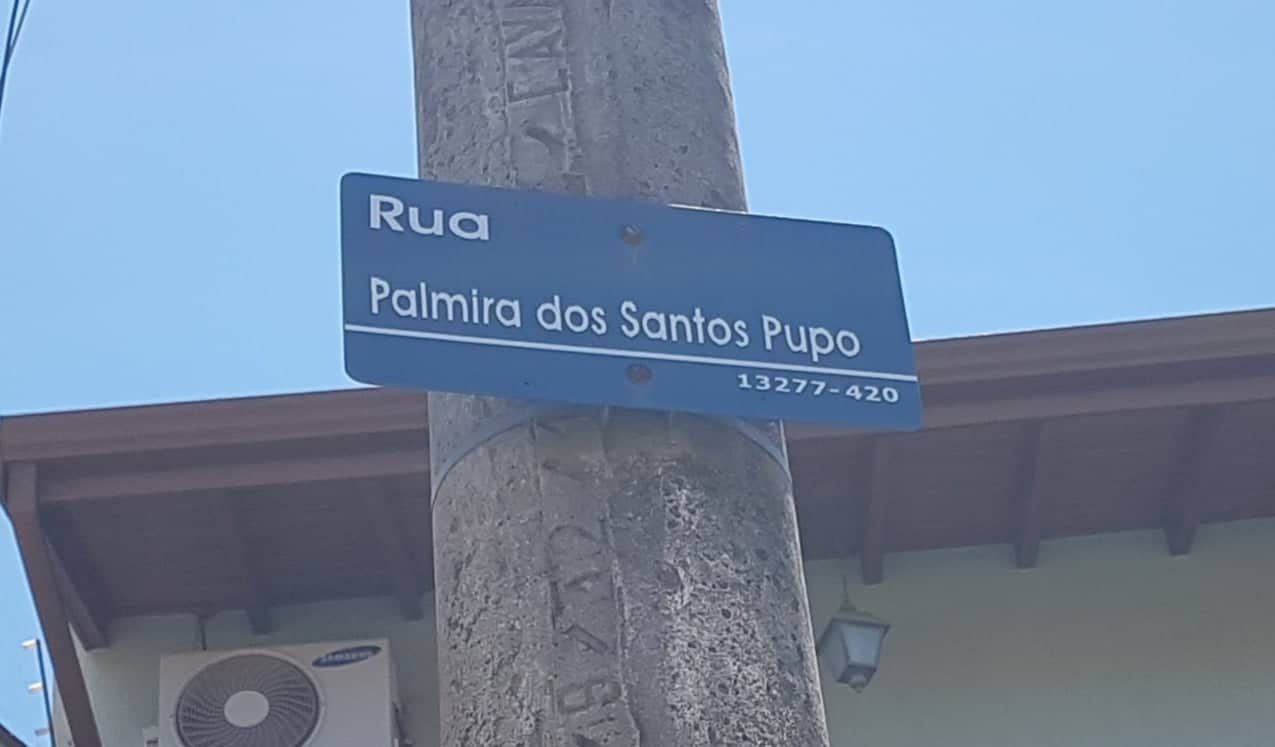 Rua
Palmira dos Santos Pupo
13277-420
SAMSUNG